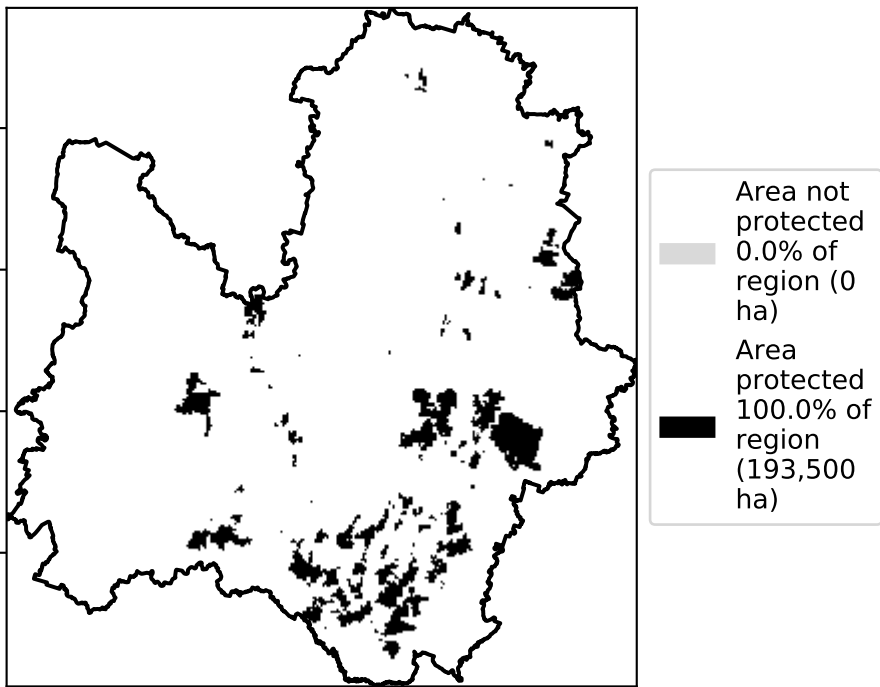 Area not
protected
0.0% of
region (0
ha)
Area
protected
100.0% of
region
(193,500
ha)